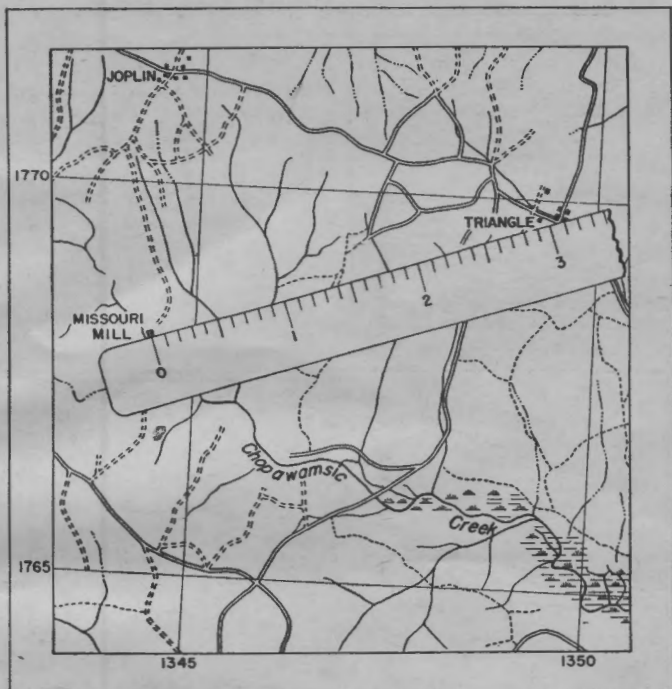 JOPLIN
1770
TRIANGLE
3
2
MISSOURI
MILL
1
0
Chopawamsic
Creek
1765
1345
1350